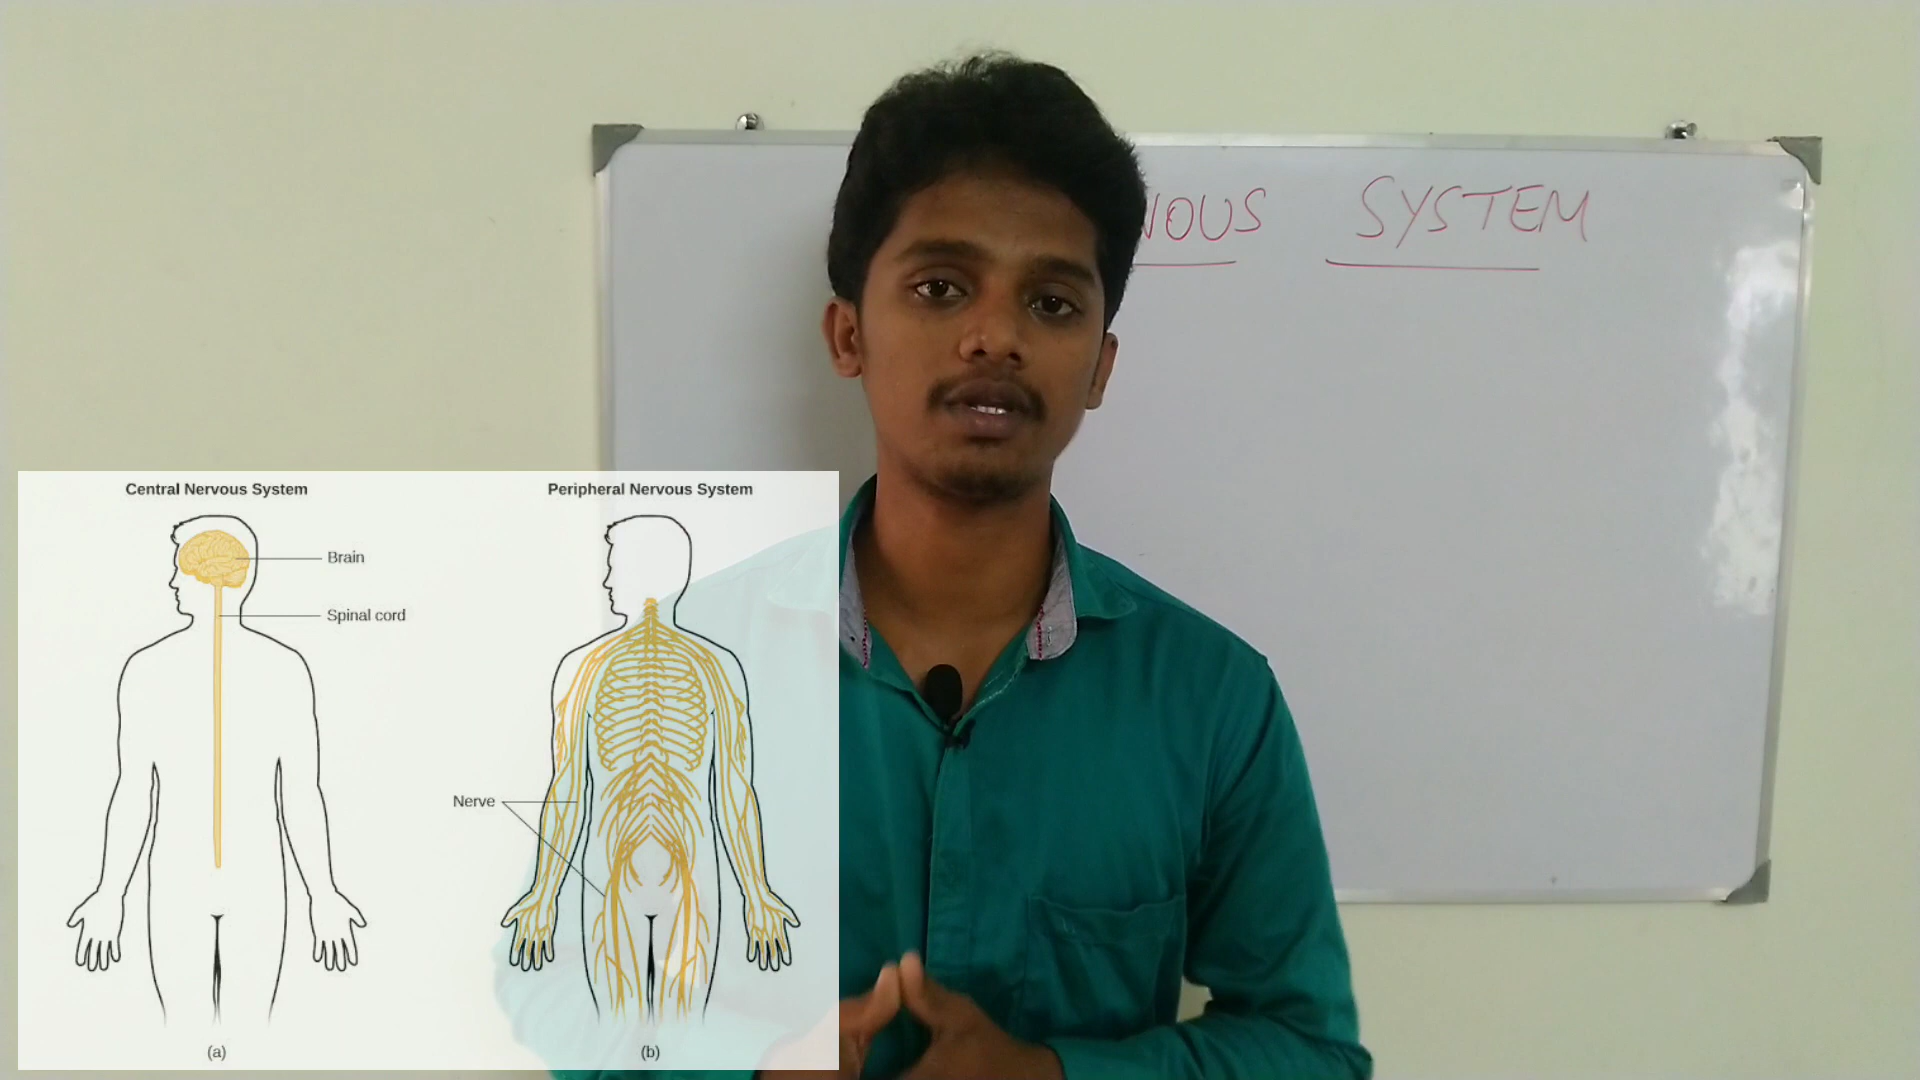 VOUS SYSTEM
Central Nervous System
Brain
Spinal cord
(a)
Peripheral Nervous System
Nerve
(b)